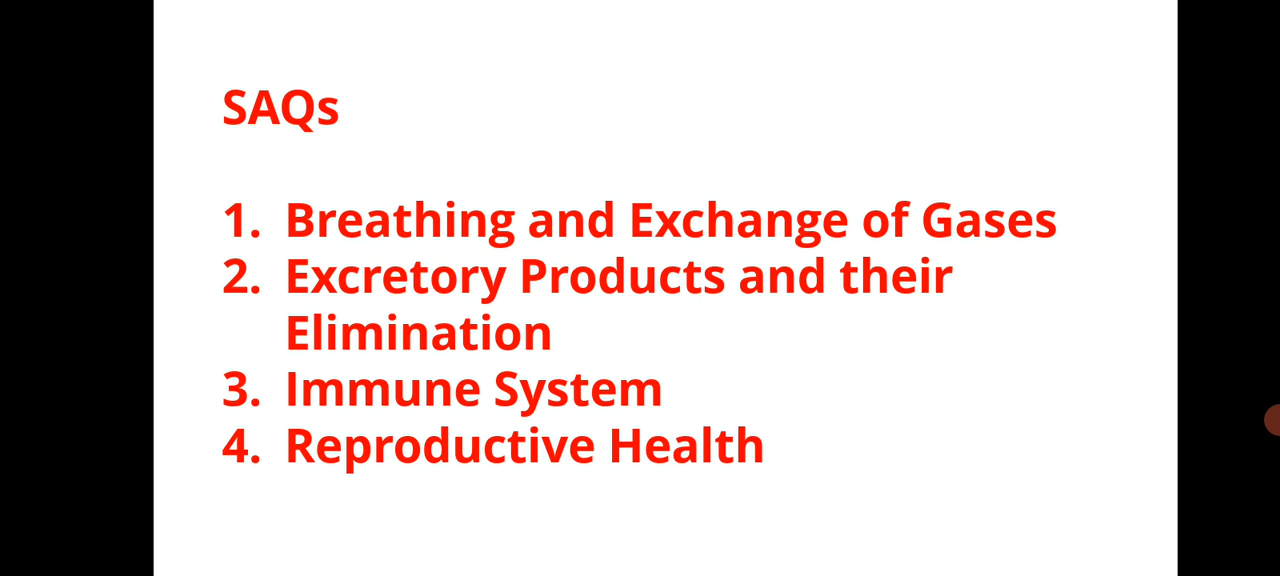 SAQs
1. Breathing and Exchange of Gases
2. Excretory Products and their
Elimination
3. Immune System
4. Reproductive Health